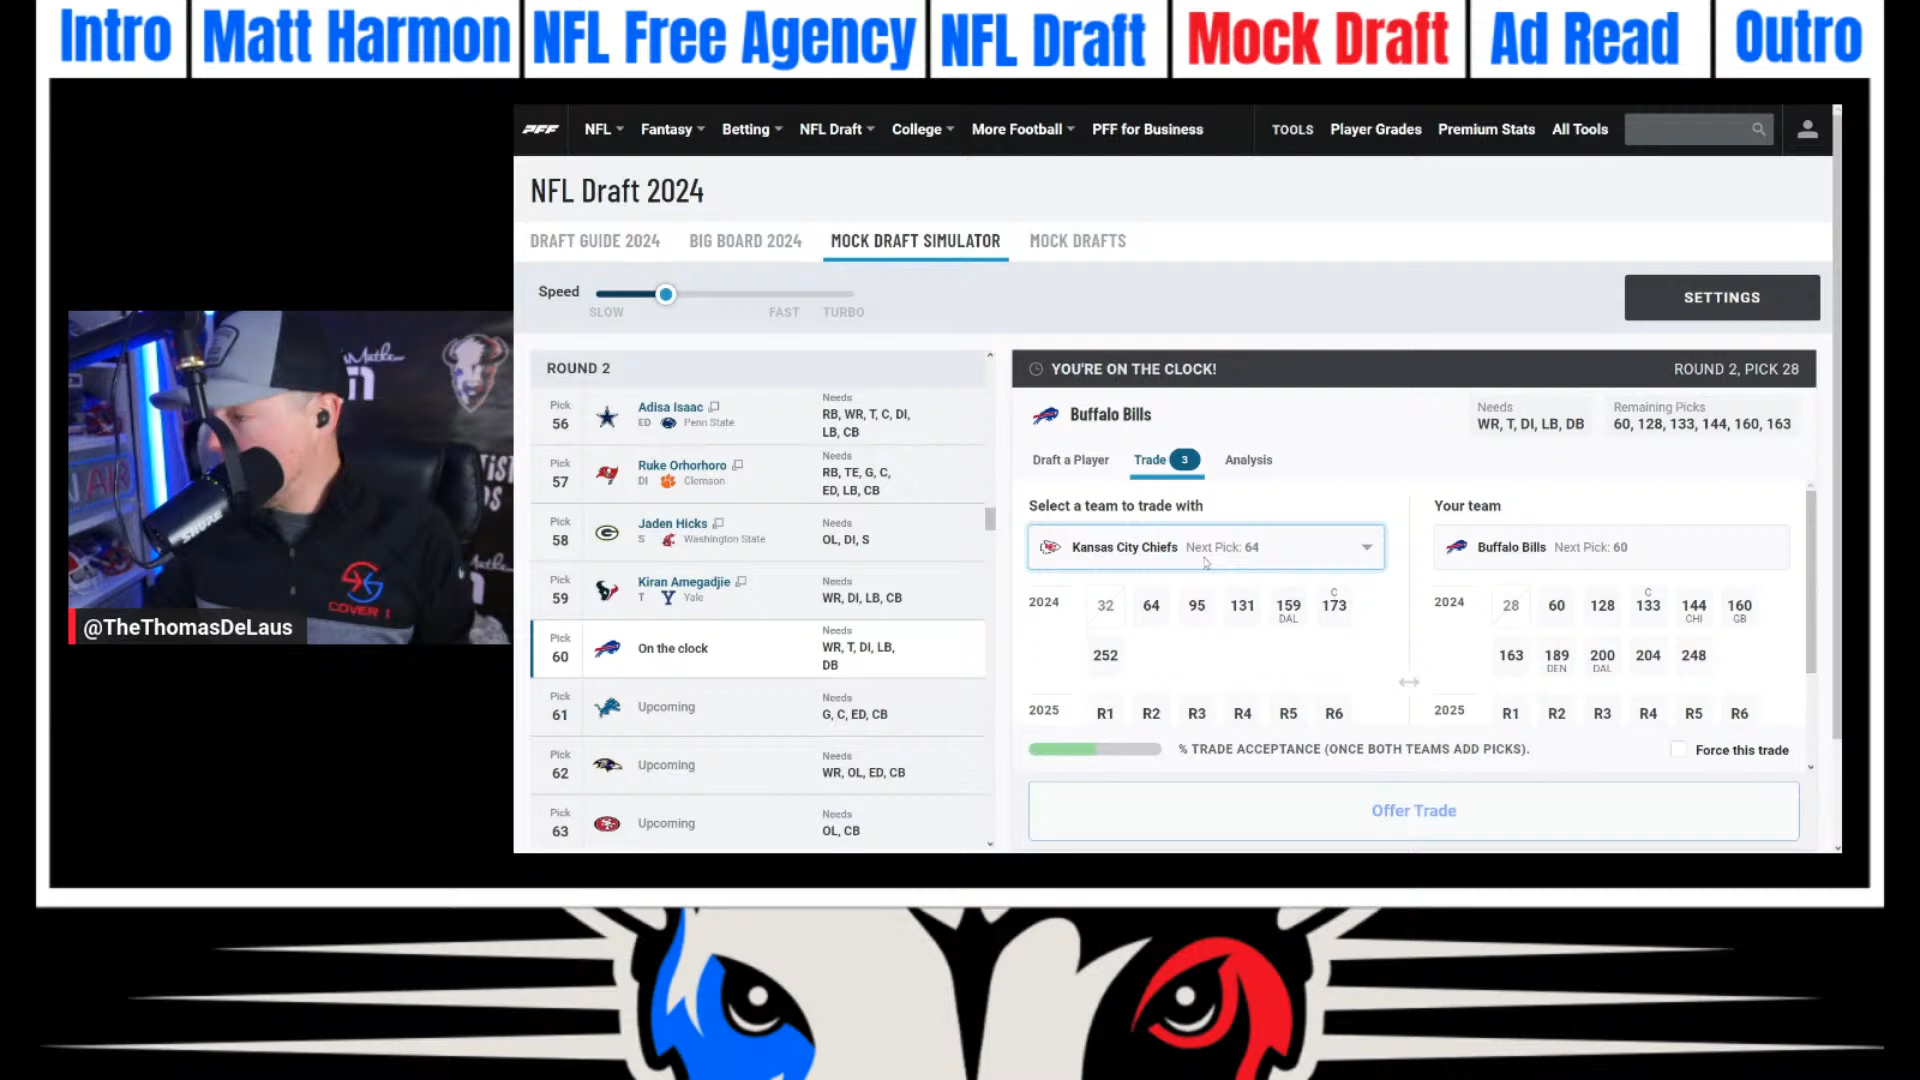 Intro Matt Harmon NFL Free Agency NFL Draft Mock Draft Ad Read Outro
PFF NFL Fantasy Betting NFL Draft College More Football PFF for Business TOOLS Player Grades Premium Stats All Tools
NFL Draft 2024
DRAFT GUIDE 2024 BIG BOARD 2024 MOCK DRAFT SIMULATOR MOCK DRAFTS
Speed
SLOW FAST TURBO
SETTINGS
ROUND 2
Pick 56 Adisa Isaac ED Penn State Needs RB, WR, T, C, DI, LB, CB
Pick 57 Ruke Orhorhoro DI Clemson Needs RB, TE, G, C, ED, LB, CB
Pick 58 Jaden Hicks S Washington State Needs OL, DI, S
Pick 59 Kiran Amegadjie T Yale Needs WR, DI, LB, CB
Pick 60 On the clock Needs WR, T, DI, LB, DB
Pick 61 Upcoming Needs G, C, ED, CB
Pick 62 Upcoming Needs WR, OL, ED, CB
Pick 63 Upcoming Needs OL, CB
YOU'RE ON THE CLOCK! ROUND 2, PICK 28
Buffalo Bills
Needs
WR, T, DI, LB, DB
Remaining Picks
60, 128, 133, 144, 160, 163
Draft a Player Trade 3 Analysis
Select a team to trade with
Kansas City Chiefs Next Pick: 64
2024 32 64 95 131 159 DAL C 173
252
2025 R1 R2 R3 R4 R5 R6
Your team
Buffalo Bills Next Pick: 60
2024 28 60 128 C 133 144 CHI 160 GB
163 189 DEN 200 DAL 204 248
2025 R1 R2 R3 R4 R5 R6
% TRADE ACCEPTANCE (ONCE BOTH TEAMS ADD PICKS).
Force this trade
Offer Trade
SHURE
COVER 1
@TheThomasDeLaus